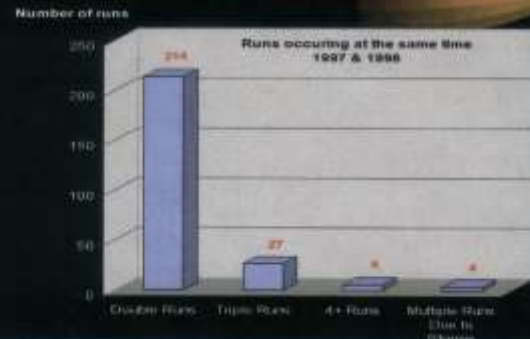 Number of runs
Runs occuring at the same time
1997 & 1998
250
214
200
150
100
50
27
0
Double Runs
Triple Runs
4+ Runs
Multiple Runs
Due to